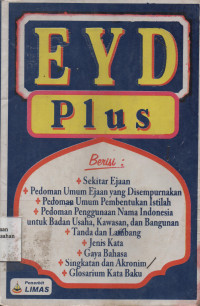 EYD
Plus
Berisi :
Sekitar Ejaan
Pedoman Umum Ejaan yang Disempurnakan
Pedoman Umum Pembentukan Istilah
Pedoman Penggunaan Nama Indonesia
untuk Badan Usaha, Kawasan, dan Bangunan
Tanda dan Lambang
Jenis Kata
Gaya Bahasa
Singkatan dan Akronim
Glosarium Kata Baku
Penerbit
LIMAS